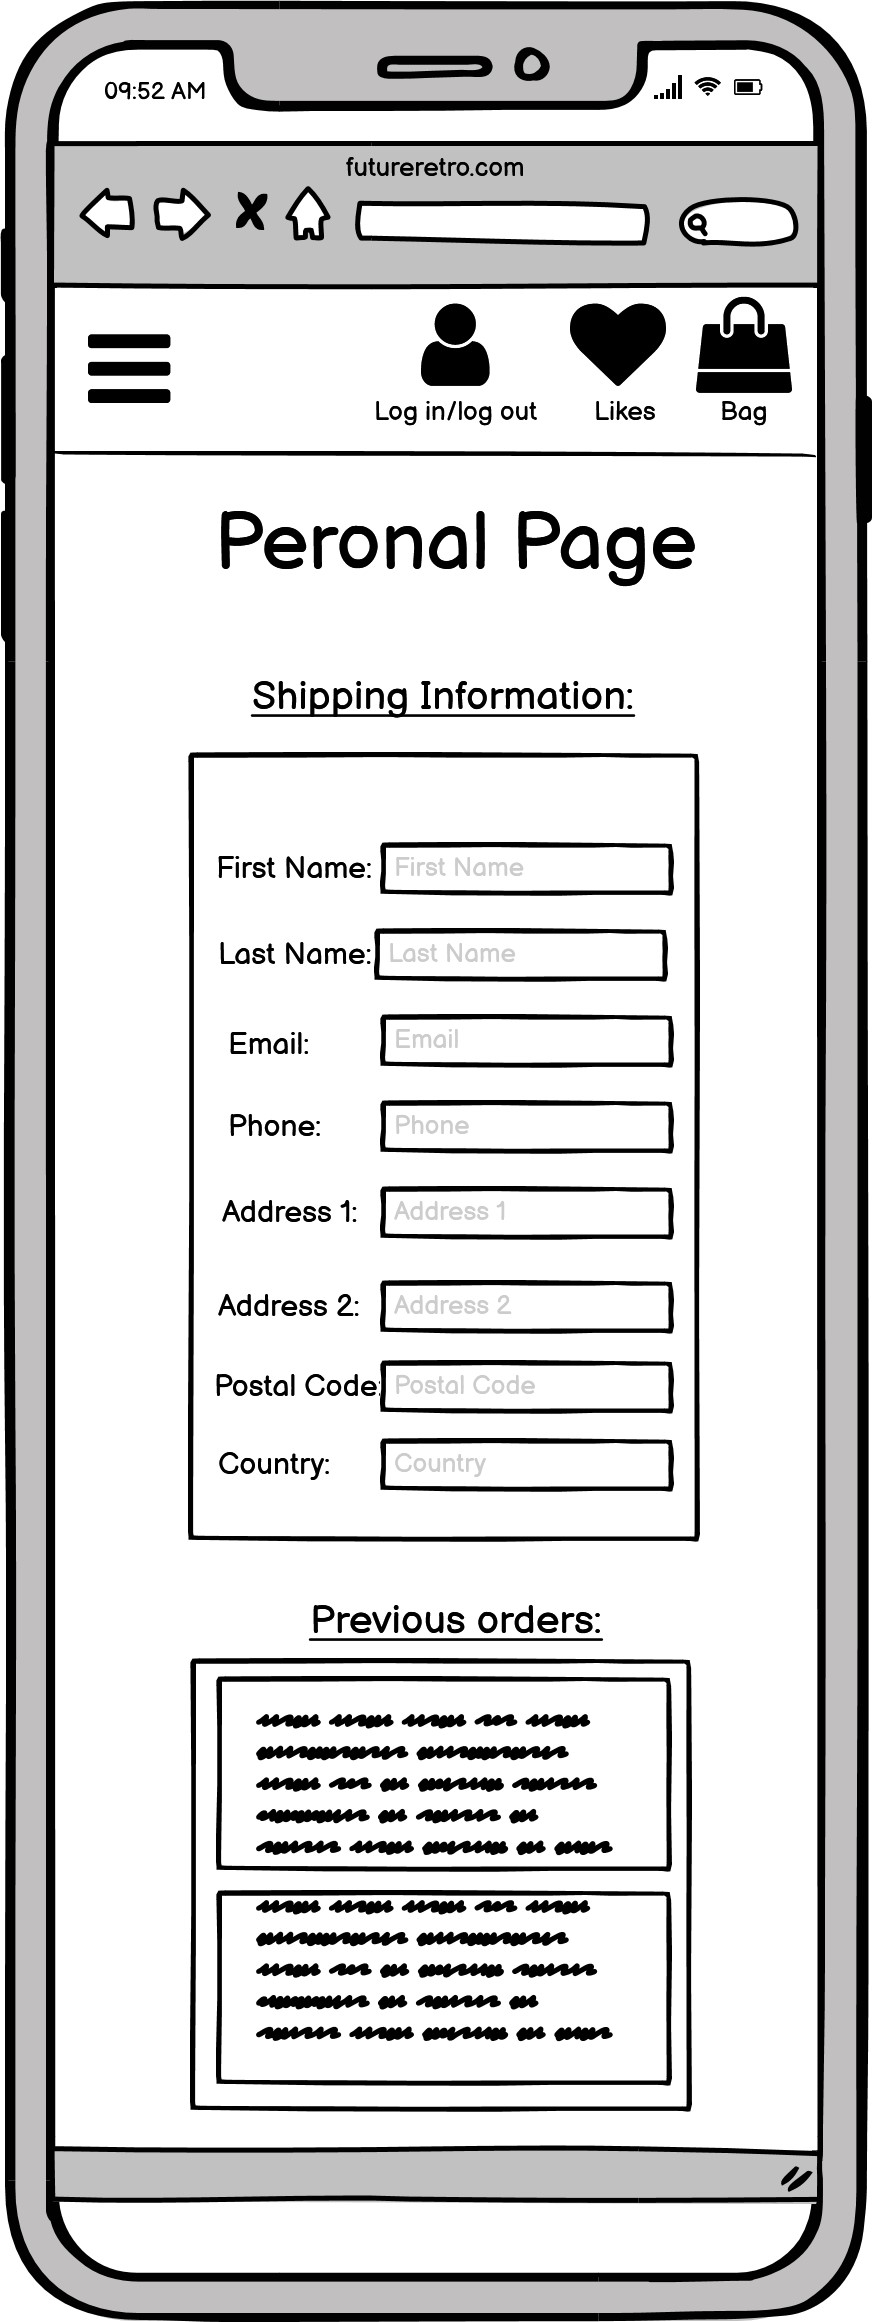 09:52 AM
futureretro.com
Log in/log out Likes Bag
Peronal Page
Shipping Information:
First Name: First Name
Last Name: Last Name
Email: Email
Phone: Phone
Address 1: Address 1
Address 2: Address 2
Postal Code: Postal Code
Country: Country
Previous orders: